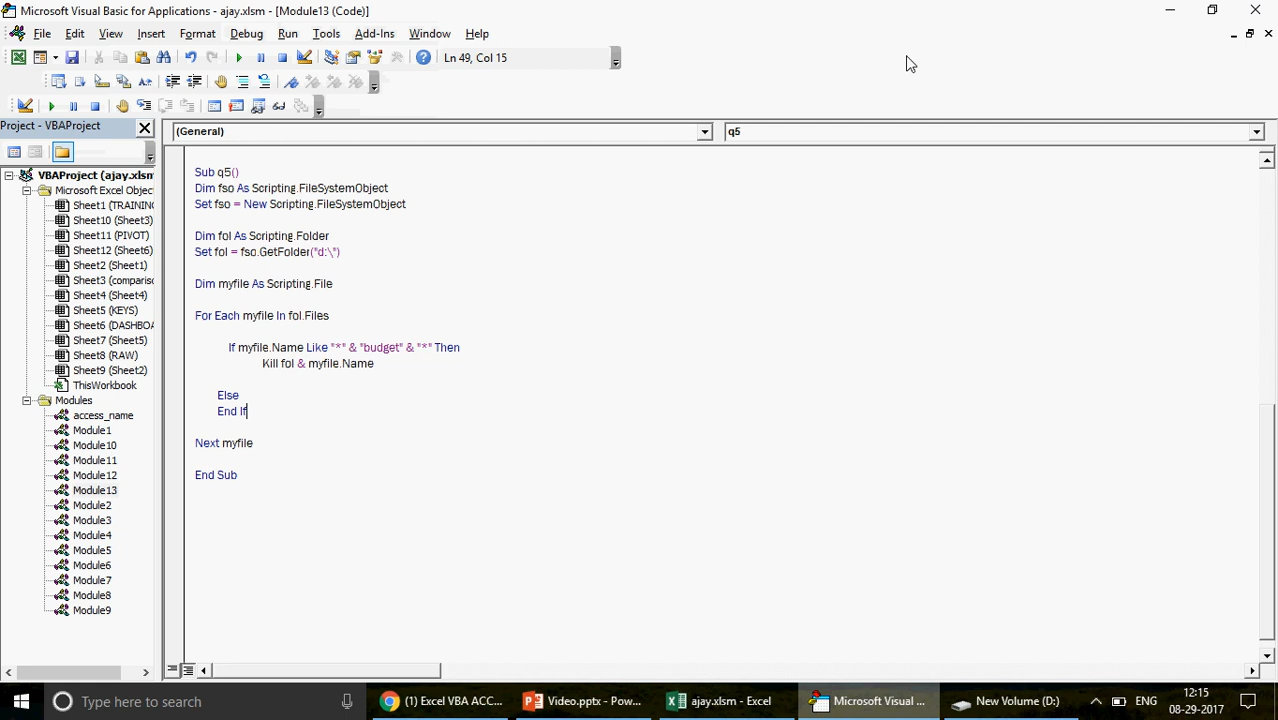 Microsoft Visual Basic for Applications - ajay.xlsm - [Module13 (Code)]
File Edit View Insert Format Debug Run Tools Add-Ins Window Help
Ln 49, Col 15
Project - VBAProject
(General) q5
VBAProject (ajay.xlsm
Microsoft Excel Objec
Sheet1 (TRAINING
Sheet10 (Sheet3)
Sheet11 (PIVOT)
Sheet12 (Sheet6)
Sheet2 (Sheet1)
Sheet3 (comparis
Sheet4 (Sheet4)
Sheet5 (KEYS)
Sheet6 (DASHBOA
Sheet7 (Sheet5)
Sheet8 (RAW)
Sheet9 (Sheet2)
ThisWorkbook
Modules
access_name
Module1
Module10
Module11
Module12
Module13
Module2
Module3
Module4
Module5
Module6
Module7
Module8
Module9
Sub q5()
Dim fso As Scripting.FileSystemObject
Set fso = New Scripting.FileSystemObject
Dim fol As Scripting.Folder
Set fol = fso.GetFolder("d:\")
Dim myfile As Scripting.File
For Each myfile In fol.Files
If myfile.Name Like "*" & "budget" & "*" Then
Kill fol & myfile.Name
Else
End If
Next myfile
End Sub
Type here to search
(1) Excel VBA ACC...
Video.pptx - Pow...
ajay.xlsm - Excel
Microsoft Visual ...
New Volume (D:)
ENG
12:15
08-29-2017